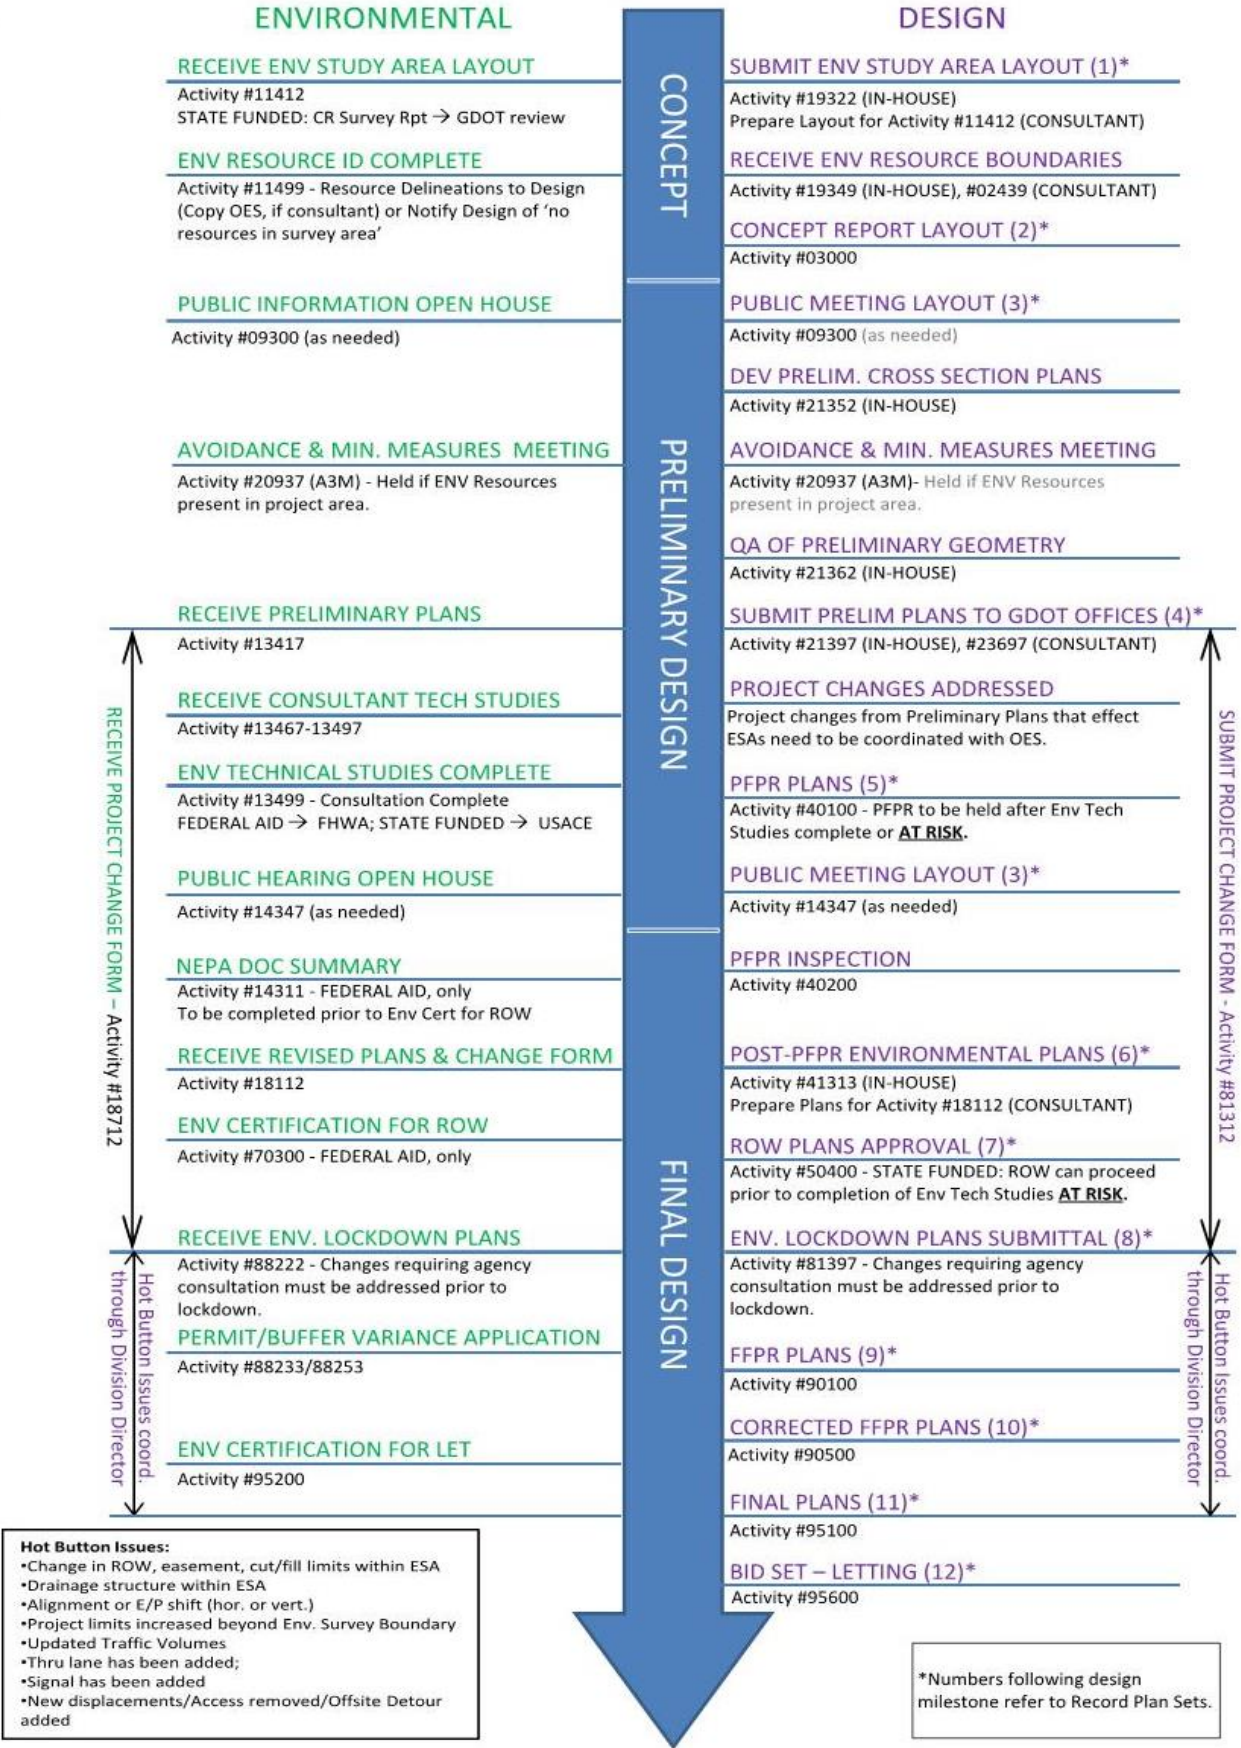 ENVIRONMENTAL
RECEIVE ENV STUDY AREA LAYOUT
Activity #11412
STATE FUNDED: CR Survey Rpt → GDOT review
ENV RESOURCE ID COMPLETE
Activity #11499 - Resource Delineations to Design
(Copy OES, if consultant) or Notify Design of ‘no
resources in survey area’
PUBLIC INFORMATION OPEN HOUSE
Activity #09300 (as needed)
AVOIDANCE & MIN. MEASURES MEETING
Activity #20937 (A3M) - Held if ENV Resources
present in project area.
RECEIVE PRELIMINARY PLANS
Activity #13417
RECEIVE CONSULTANT TECH STUDIES
Activity #13467-13497
ENV TECHNICAL STUDIES COMPLETE
Activity #13499 - Consultation Complete
FEDERAL AID → FHWA; STATE FUNDED → USACE
PUBLIC HEARING OPEN HOUSE
Activity #14347 (as needed)
NEPA DOC SUMMARY
Activity #14311 - FEDERAL AID, only
To be completed prior to Env Cert for ROW
RECEIVE REVISED PLANS & CHANGE FORM
Activity #18112
ENV CERTIFICATION FOR ROW
Activity #70300 - FEDERAL AID, only
RECEIVE ENV. LOCKDOWN PLANS
Activity #88222 - Changes requiring agency
consultation must be addressed prior to
lockdown.
PERMIT/BUFFER VARIANCE APPLICATION
Activity #88233/88253
ENV CERTIFICATION FOR LET
Activity #95200
RECEIVE PROJECT CHANGE FORM – Activity #18712
Hot Button Issues coord.
through Division Director
CONCEPT
PRELIMINARY DESIGN
FINAL DESIGN
DESIGN
SUBMIT ENV STUDY AREA LAYOUT (1)*
Activity #19322 (IN-HOUSE)
Prepare Layout for Activity #11412 (CONSULTANT)
RECEIVE ENV RESOURCE BOUNDARIES
Activity #19349 (IN-HOUSE), #02439 (CONSULTANT)
CONCEPT REPORT LAYOUT (2)*
Activity #03000
PUBLIC MEETING LAYOUT (3)*
Activity #09300 (as needed)
DEV PRELIM. CROSS SECTION PLANS
Activity #21352 (IN-HOUSE)
AVOIDANCE & MIN. MEASURES MEETING
Activity #20937 (A3M)- Held if ENV Resources
present in project area.
QA OF PRELIMINARY GEOMETRY
Activity #21362 (IN-HOUSE)
SUBMIT PRELIM PLANS TO GDOT OFFICES (4)*
Activity #21397 (IN-HOUSE), #23697 (CONSULTANT)
PROJECT CHANGES ADDRESSED
Project changes from Preliminary Plans that effect
ESAs need to be coordinated with OES.
PFPR PLANS (5)*
Activity #40100 - PFPR to be held after Env Tech
Studies complete or AT RISK.
PUBLIC MEETING LAYOUT (3)*
Activity #14347 (as needed)
PFPR INSPECTION
Activity #40200
POST-PFPR ENVIRONMENTAL PLANS (6)*
Activity #41313 (IN-HOUSE)
Prepare Plans for Activity #18112 (CONSULTANT)
ROW PLANS APPROVAL (7)*
Activity #50400 - STATE FUNDED: ROW can proceed
prior to completion of Env Tech Studies AT RISK.
ENV. LOCKDOWN PLANS SUBMITTAL (8)*
Activity #81397 - Changes requiring agency
consultation must be addressed prior to
lockdown.
FFPR PLANS (9)*
Activity #90100
CORRECTED FFPR PLANS (10)*
Activity #90500
FINAL PLANS (11)*
Activity #95100
BID SET – LETTING (12)*
Activity #95600
SUBMIT PROJECT CHANGE FORM - Activity #81312
Hot Button Issues coord.
through Division Director
Hot Button Issues:
•Change in ROW, easement, cut/fill limits within ESA
•Drainage structure within ESA
•Alignment or E/P shift (hor. or vert.)
•Project limits increased beyond Env. Survey Boundary
•Updated Traffic Volumes
•Thru lane has been added;
•Signal has been added
•New displacements/Access removed/Offsite Detour
added
*Numbers following design
milestone refer to Record Plan Sets.